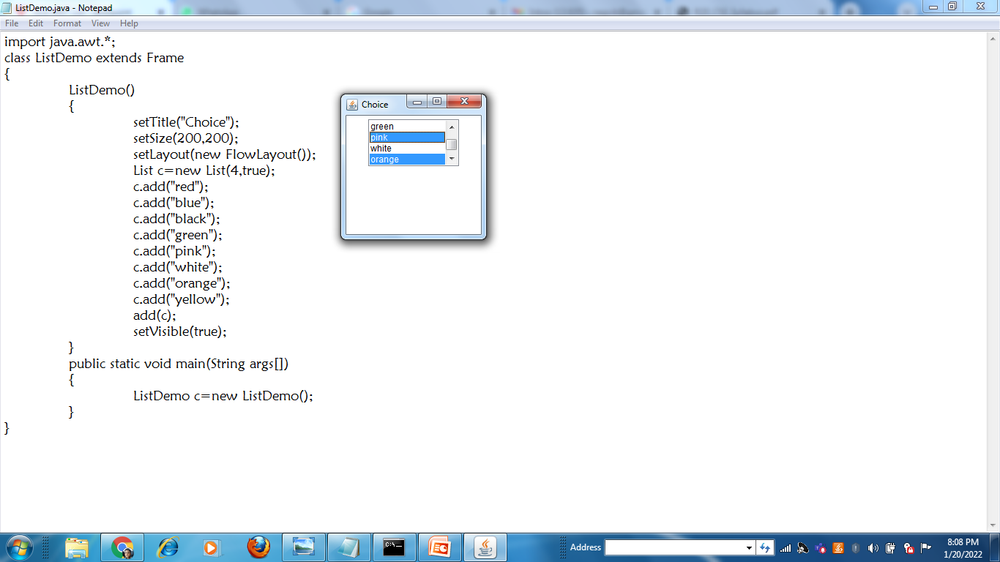 ListDemo.java - Notepad
File Edit Format View Help
import java.awt.*;
class ListDemo extends Frame
{
ListDemo()
{
setTitle("Choice");
setSize(200,200);
setLayout(new FlowLayout());
List c=new List(4,true);
c.add("red");
c.add("blue");
c.add("black");
c.add("green");
c.add("pink");
c.add("white");
c.add("orange");
c.add("yellow");
add(c);
setVisible(true);
}
public static void main(String args[])
{
ListDemo c=new ListDemo();
}
}
Choice
green
pink
white
orange
Address
8:08 PM
1/20/2022